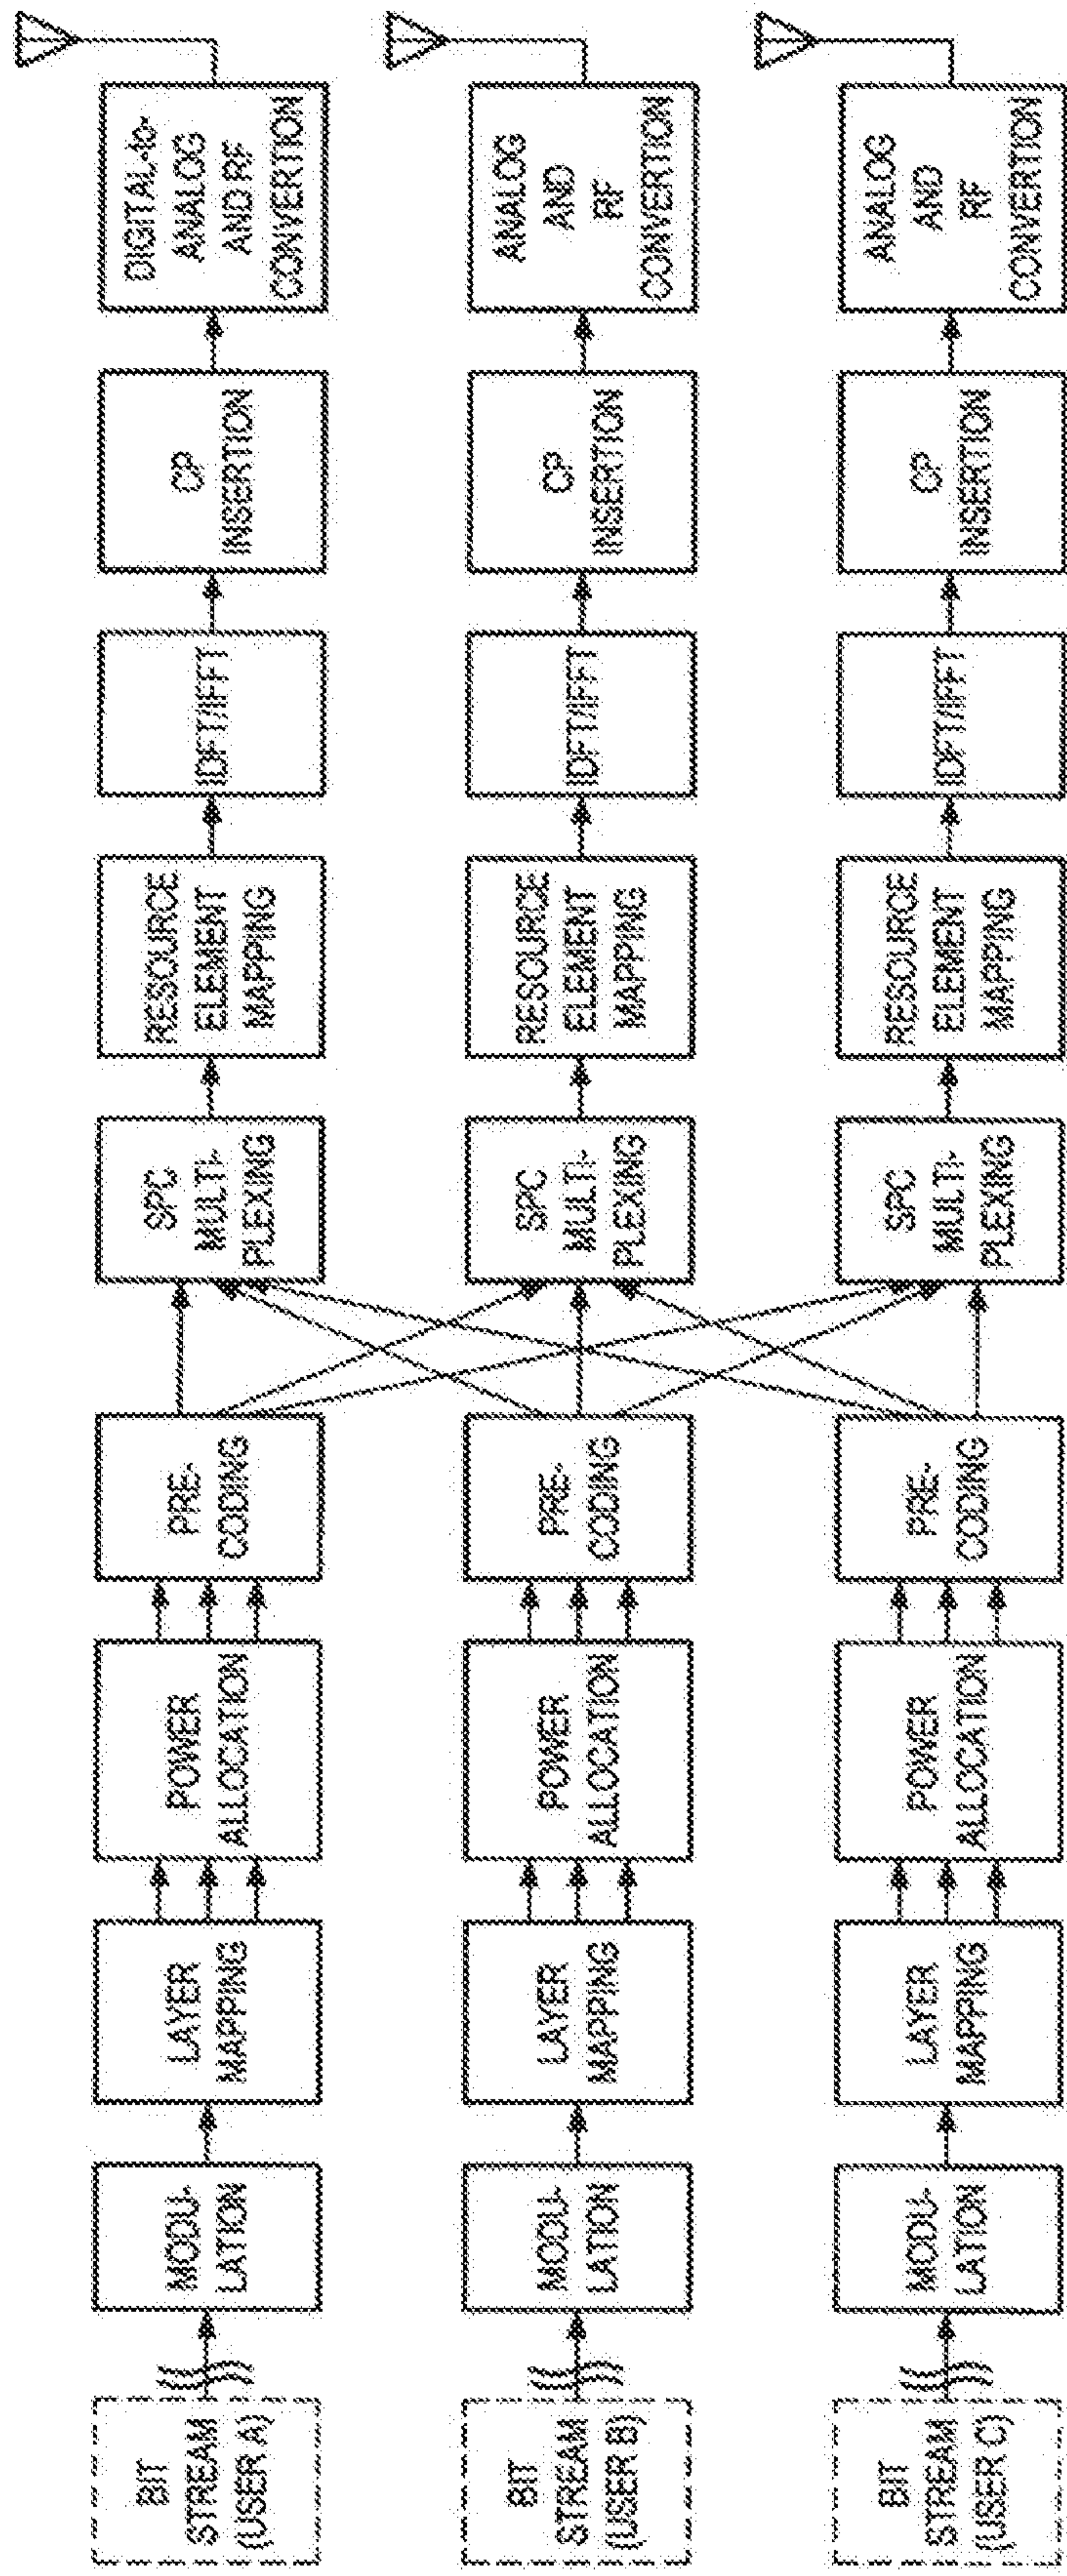 BIT
STREAM
(USER A)
MODU-
LATION
LAYER
MAPPING
POWER
ALLOCATION
PRE-
CODING
SPC
MULTI-
PLEXING
RESOURCE
ELEMENT
MAPPING
IDFT/IFFT
CP
INSERTION
DIGITAL-to-
ANALOG
AND RF
CONVERTION
BIT
STREAM
(USER B)
MODU-
LATION
LAYER
MAPPING
POWER
ALLOCATION
PRE-
CODING
SPC
MULTI-
PLEXING
RESOURCE
ELEMENT
MAPPING
IDFT/IFFT
CP
INSERTION
ANALOG
AND
RF
CONVERTION
BIT
STREAM
(USER C)
MODU-
LATION
LAYER
MAPPING
POWER
ALLOCATION
PRE-
CODING
SPC
MULTI-
PLEXING
RESOURCE
ELEMENT
MAPPING
IDFT/IFFT
CP
INSERTION
ANALOG
AND
RF
CONVERTION